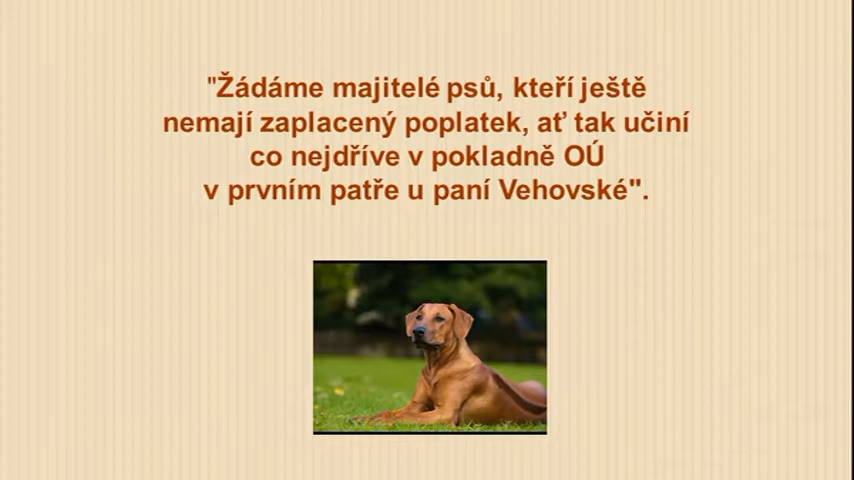 "Žádáme majitelé psů, kteří ještě
nemají zaplacený poplatek, ať tak učiní
co nejdříve v pokladně OÚ
v prvním patře u paní Vehovské".